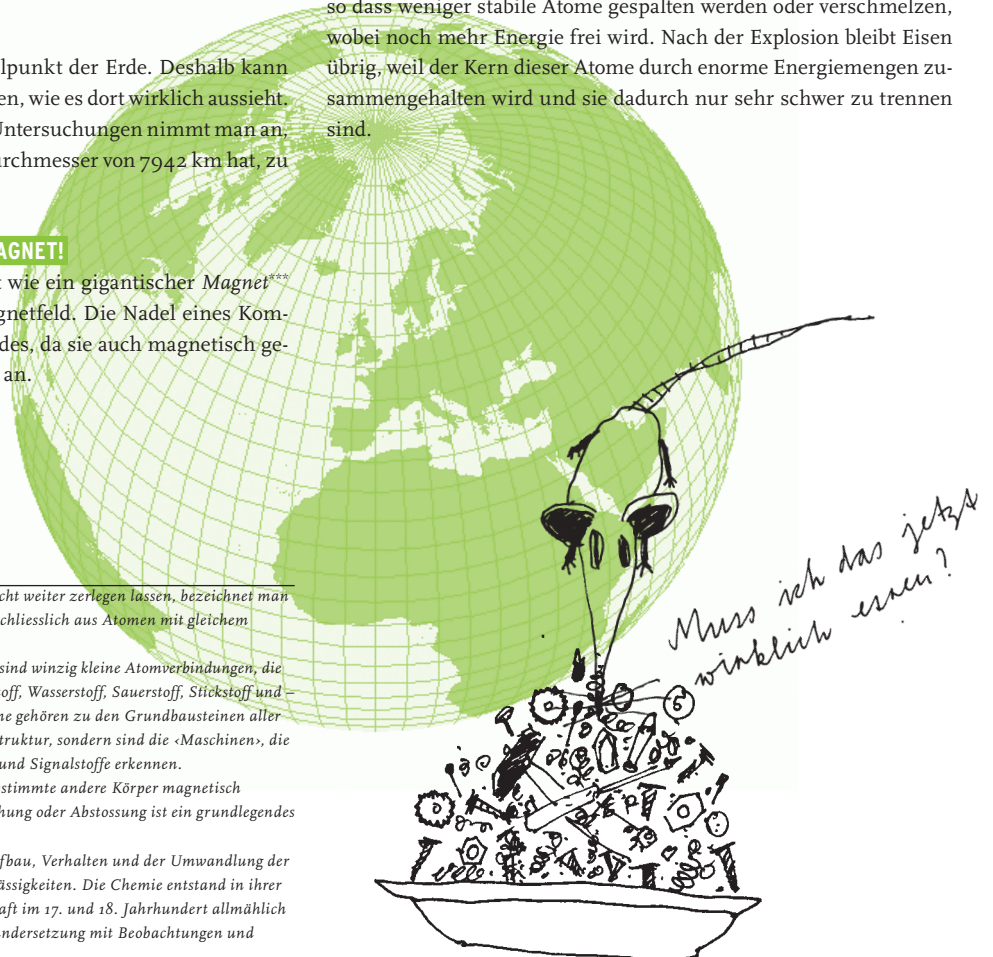 lpunkt der Erde. Deshalb kann
en, wie es dort wirklich aussieht.
Untersuchungen nimmt man an,
urchmesser von 7942 km hat, zu
AGNET!
t wie ein gigantischer Magnet***
gnetfeld. Die Nadel eines Kom-
des, da sie auch magnetisch ge-
an.
cht weiter zerlegen lassen, bezeichnet man
chliesslich aus Atomen mit gleichem
sind winzig kleine Atomverbindungen, die
toff, Wasserstoff, Sauerstoff, Stickstoff und –
ne gehören zu den Grundbausteinen aller
truktur, sondern sind die ‹Maschinen›, die
und Signalstoffe erkennen.
stimmte andere Körper magnetisch
hung oder Abstossung ist ein grundlegendes
fbau, Verhalten und der Umwandlung der
ässigkeiten. Die Chemie entstand in ihrer
aft im 17. und 18. Jahrhundert allmählich
ndersetzung mit Beobachtungen und
so dass weniger stabile Atome gespalten werden oder verschmelzen,
wobei noch mehr Energie frei wird. Nach der Explosion bleibt Eisen
übrig, weil der Kern dieser Atome durch enorme Energiemengen zu-
sammengehalten wird und sie dadurch nur sehr schwer zu trennen
sind.
Muss ich das jetzt
wirklich essen?